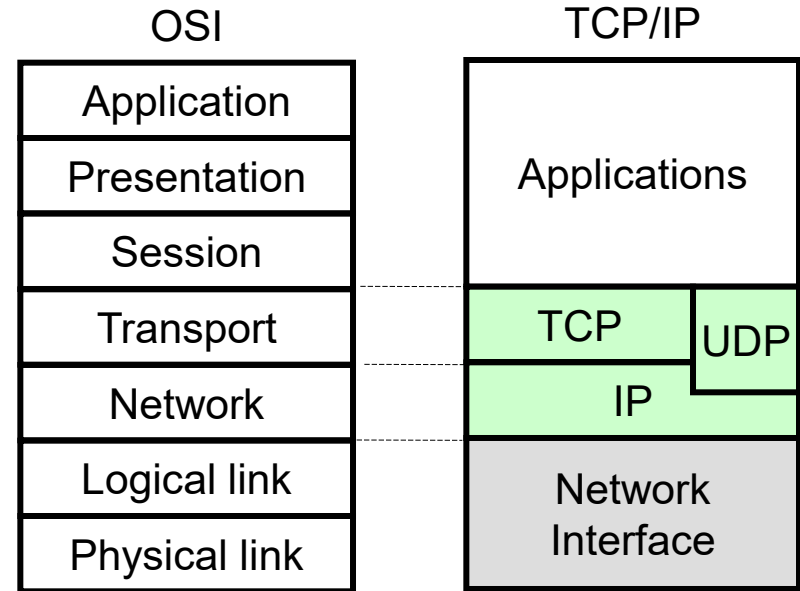 OSI
Application
Presentation
Session
Transport
Network
Logical link
Physical link
TCP/IP
Applications
TCP
UDP
IP
Network
Interface